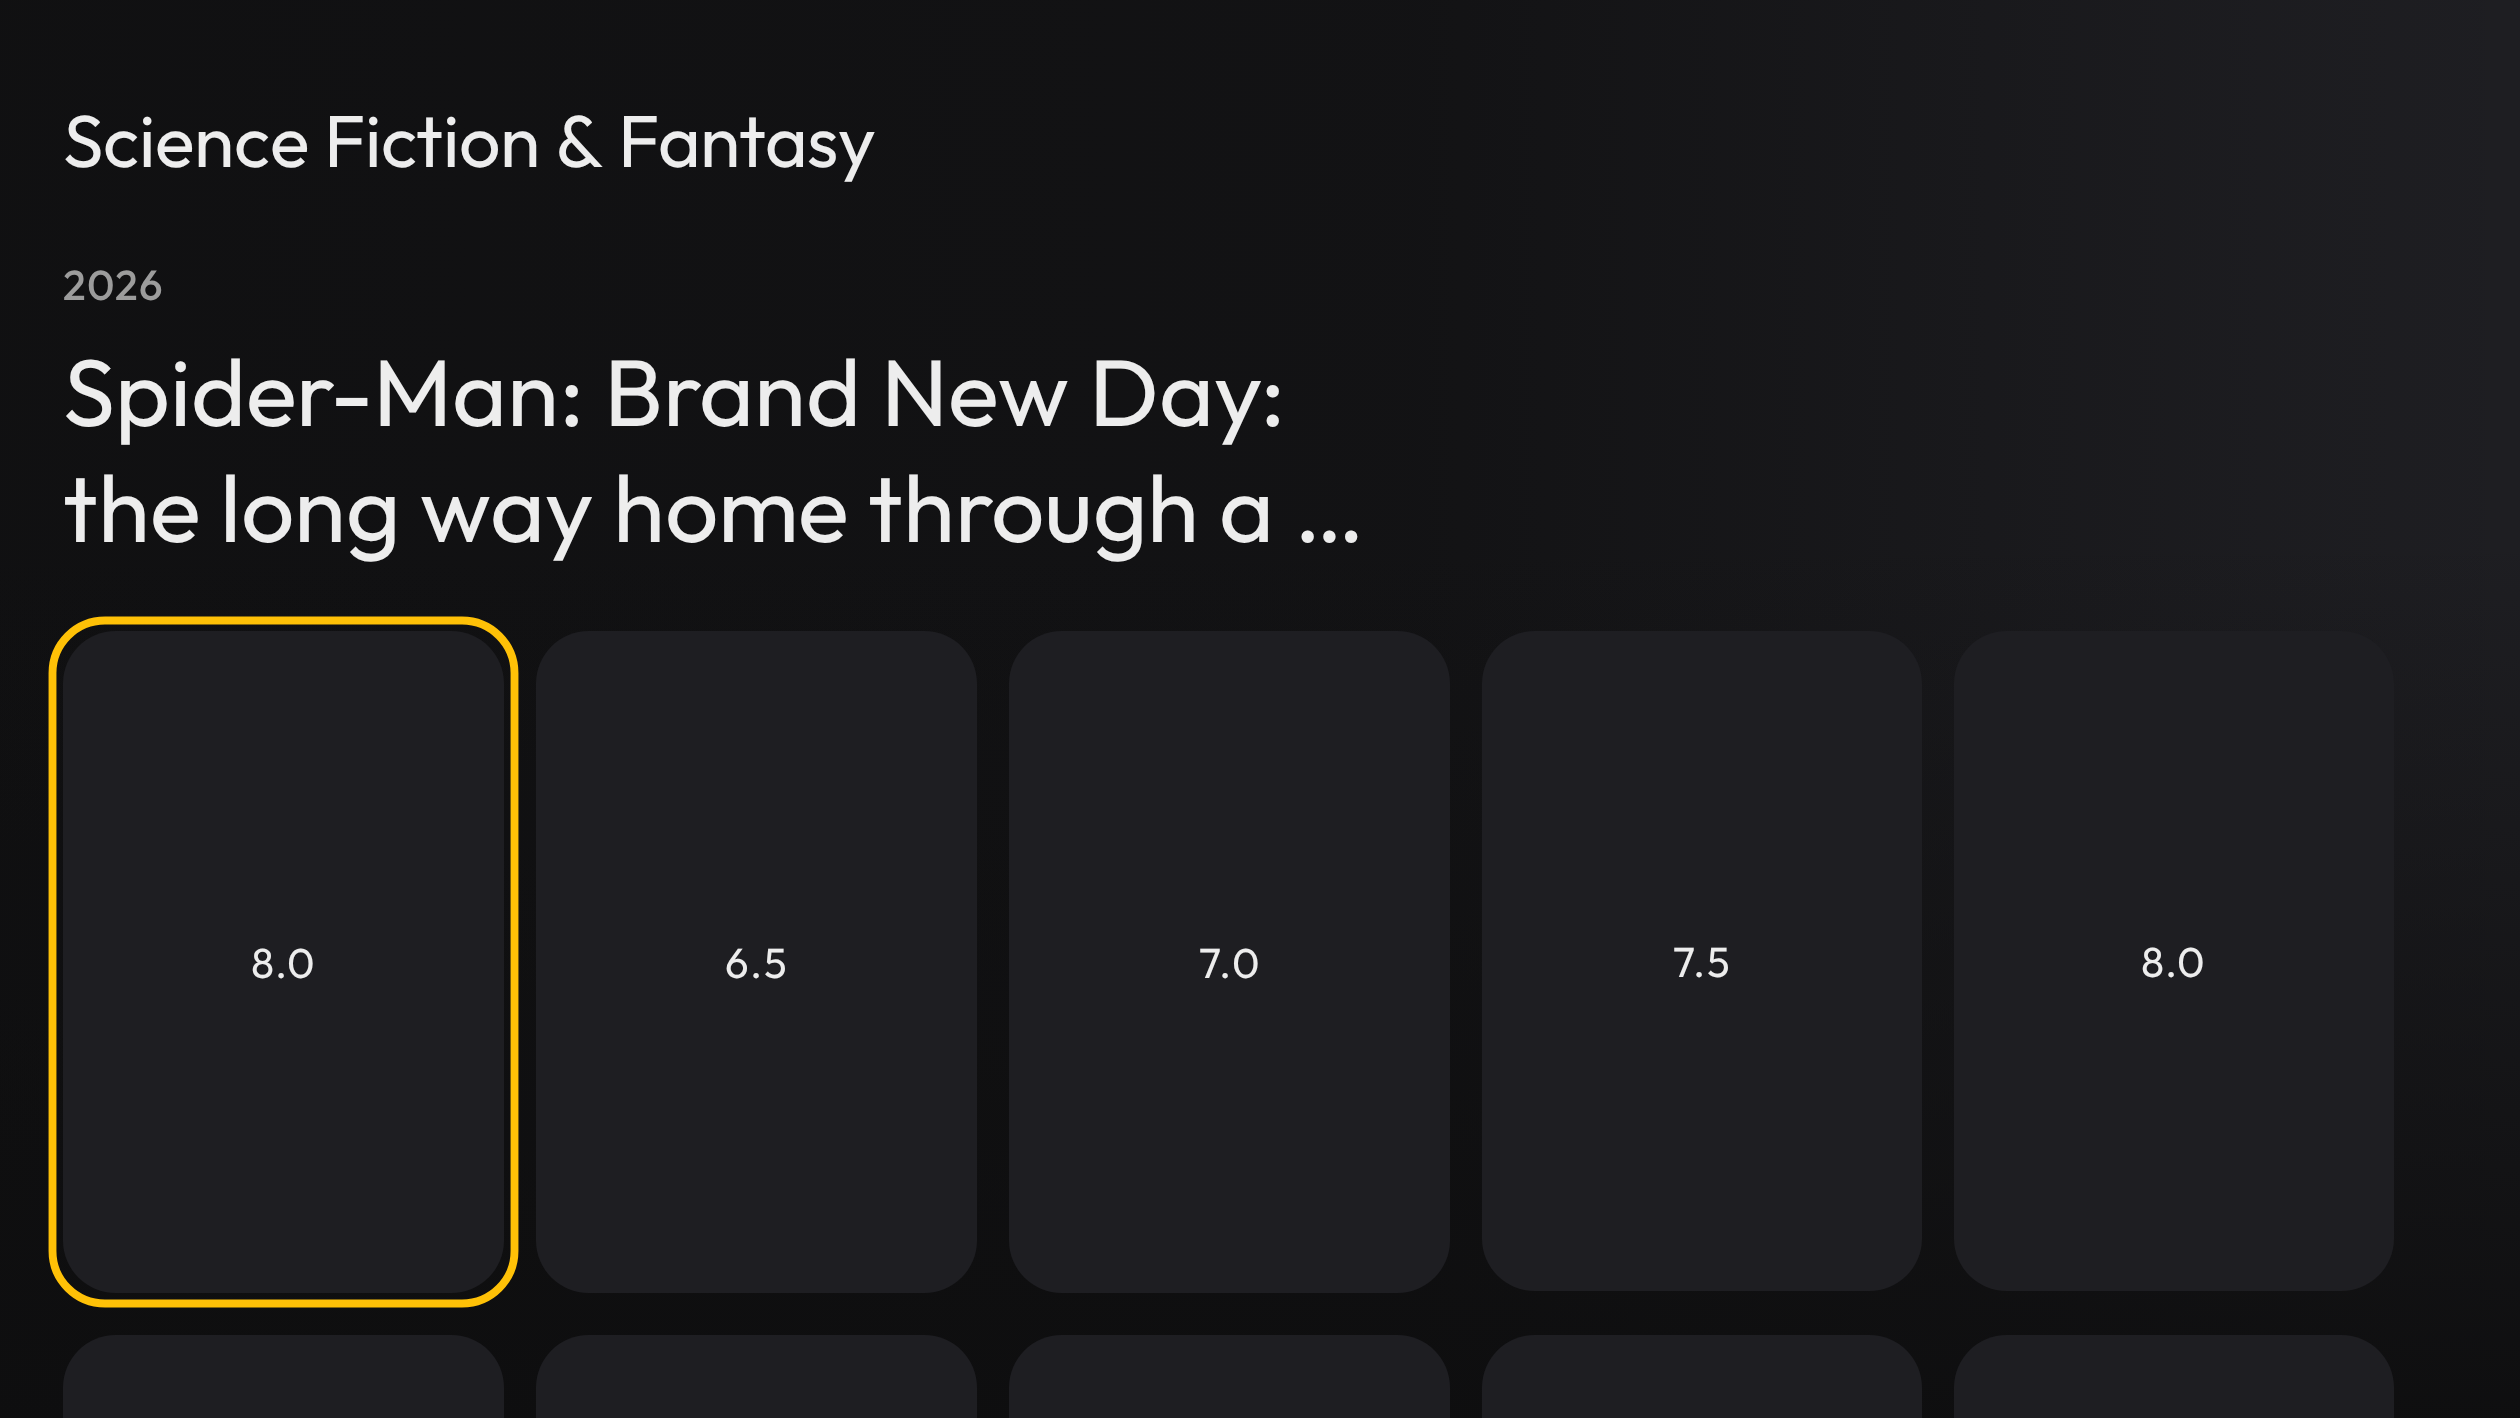 Science Fiction & Fantasy
2026
Spider-Man: Brand New Day:
the long way home through a ...
8.0 6.5 7.0 7.5 8.0